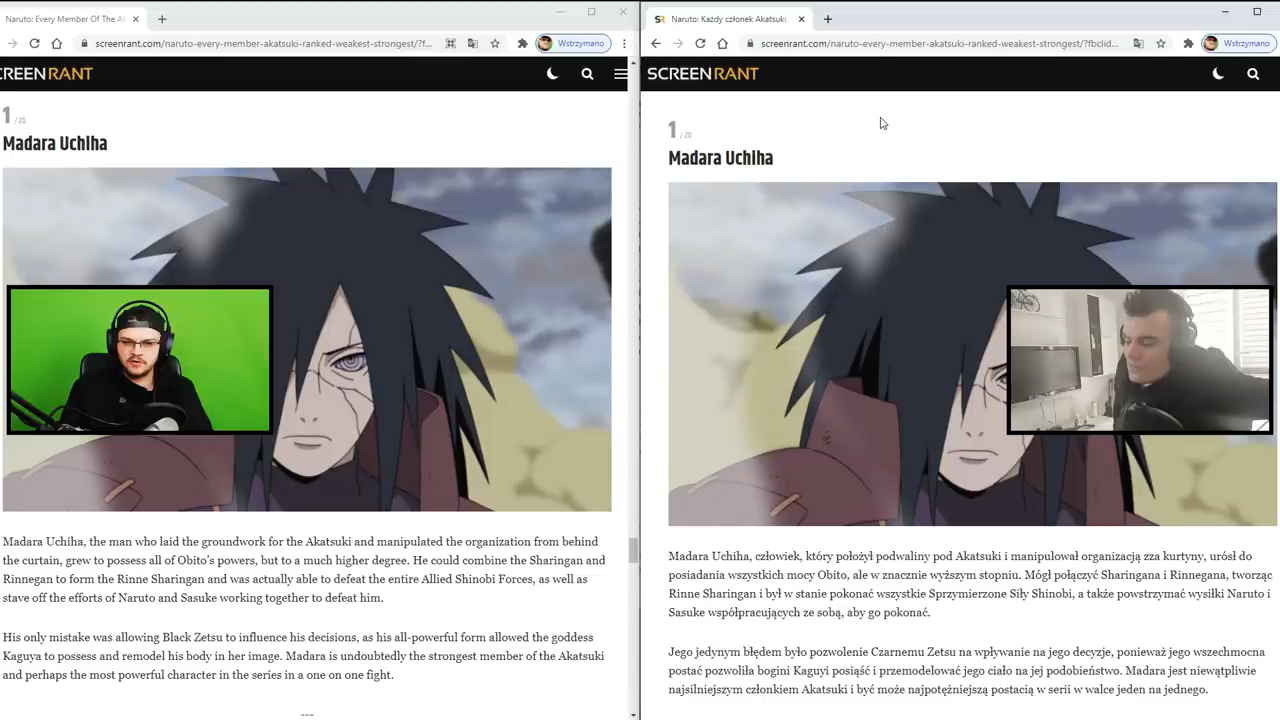 Naruto: Every Member Of The A
screenrant.com/naruto-every-member-akatsuki-ranked-weakest-strongest/?f...
Wstrzymano
CREENRANT
1 / 20
Madara Uchiha
Madara Uchiha, the man who laid the groundwork for the Akatsuki and manipulated the organization from behind
the curtain, grew to possess all of Obito's powers, but to a much higher degree. He could combine the Sharingan and
Rinnegan to form the Rinne Sharingan and was actually able to defeat the entire Allied Shinobi Forces, as well as
stave off the efforts of Naruto and Sasuke working together to defeat him.
His only mistake was allowing Black Zetsu to influence his decisions, as his all-powerful form allowed the goddess
Kaguya to possess and remodel his body in her image. Madara is undoubtedly the strongest member of the Akatsuki
and perhaps the most powerful character in the series in a one on one fight.
SR Naruto: Każdy członek Akatsuki
screenrant.com/naruto-every-member-akatsuki-ranked-weakest-strongest/?fbclid...
Wstrzymano
SCREENRANT
1 / 20
Madara Uchiha
Madara Uchiha, człowiek, który położył podwaliny pod Akatsuki i manipulował organizacją zza kurtyny, urósł do
posiadania wszystkich mocy Obito, ale w znacznie wyższym stopniu. Mógł połączyć Sharingana i Rinnegana, tworząc
Rinne Sharingan i był w stanie pokonać wszystkie Sprzymierzone Siły Shinobi, a także powstrzymać wysiłki Naruto i
Sasuke współpracujących ze sobą, aby go pokonać.
Jego jedynym błędem było pozwolenie Czarnemu Zetsu na wpływanie na jego decyzje, ponieważ jego wszechmocna
postać pozwoliła bogini Kaguyi posiąść i przemodelować jego ciało na jej podobieństwo. Madara jest niewątpliwie
najsilniejszym członkiem Akatsuki i być może najpotężniejszą postacią w serii w walce jeden na jednego.